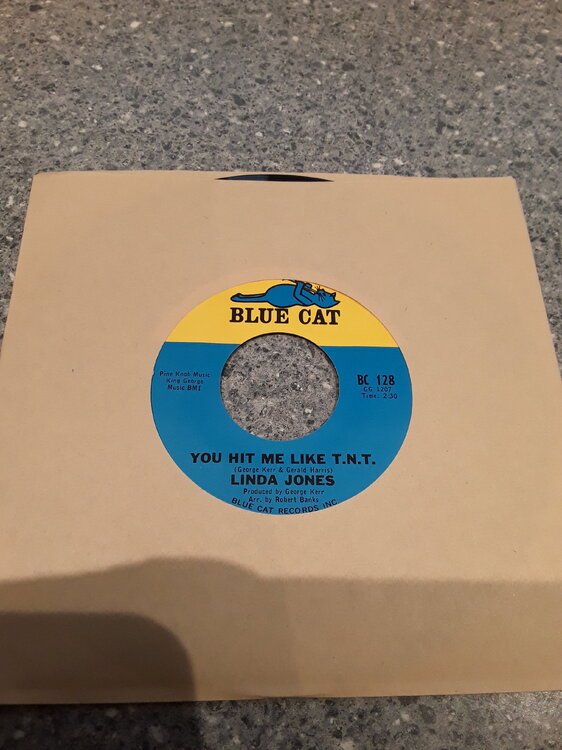 BLUE CAT
Pine Knob Music
King George
Music BMI
BC 128
GG 1207
Time: 2:30
YOU HIT ME LIKE T.N.T.
(George Kerr & Gerald Harris)
LINDA JONES
Produced by George Kerr
Arr. by Robert Banks
BLUE CAT RECORDS INC.